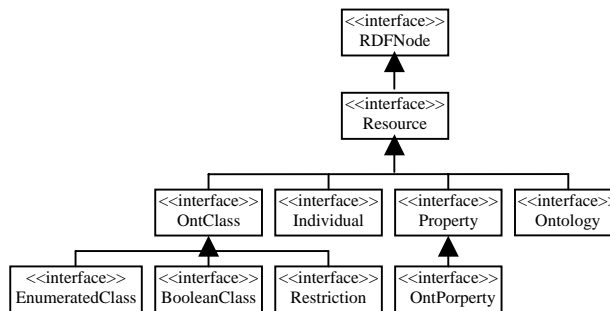 <<interface>>
RDFNode
<<interface>>
Resource
<<interface>>
OntClass
<<interface>>
Individual
<<interface>>
Property
<<interface>>
Ontology
<<interface>>
EnumeratedClass
<<interface>>
BooleanClass
<<interface>>
Restriction
<<interface>>
OntPorperty